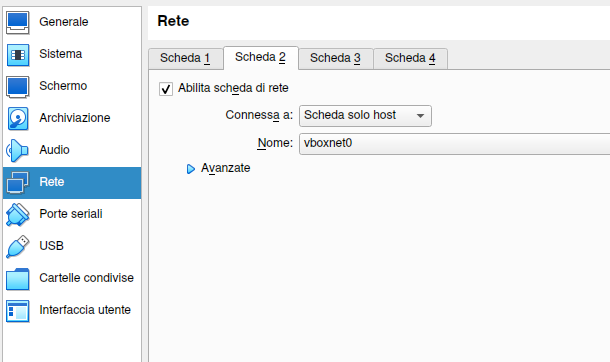 Generale
Sistema
Schermo
Archiviazione
Audio
Rete
Porte seriali
USB
Cartelle condivise
Interfaccia utente
Rete
Scheda 1 Scheda 2 Scheda 3 Scheda 4
Abilita scheda di rete
Connessa a: Scheda solo host
Nome: vboxnet0
Avanzate